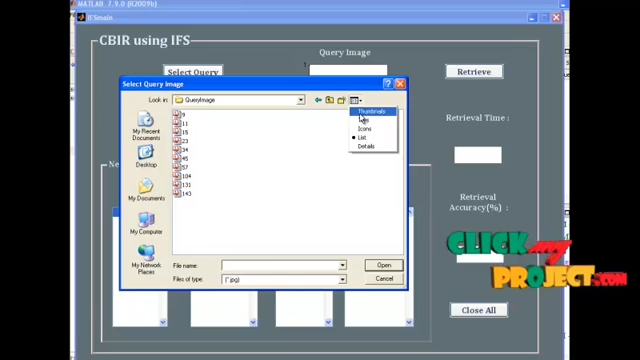 MATLAB 7.9.0 (R2009b)
IFSmain
CBIR using IFS
Query Image
1
Select Query
Retrieve
Select Query Image
Look in:
QueryImage
Thumbnails
Icons
List
Details
9
11
15
23
34
45
57
104
131
143
My Recent
Documents
Desktop
My Documents
My Computer
My Network
Places
File name:
Open
Files of type:
(*.jpg)
Cancel
Retrieval Time :
Retrieval
Accuracy(%) :
CLICK my
PROJECT.COM
Close All